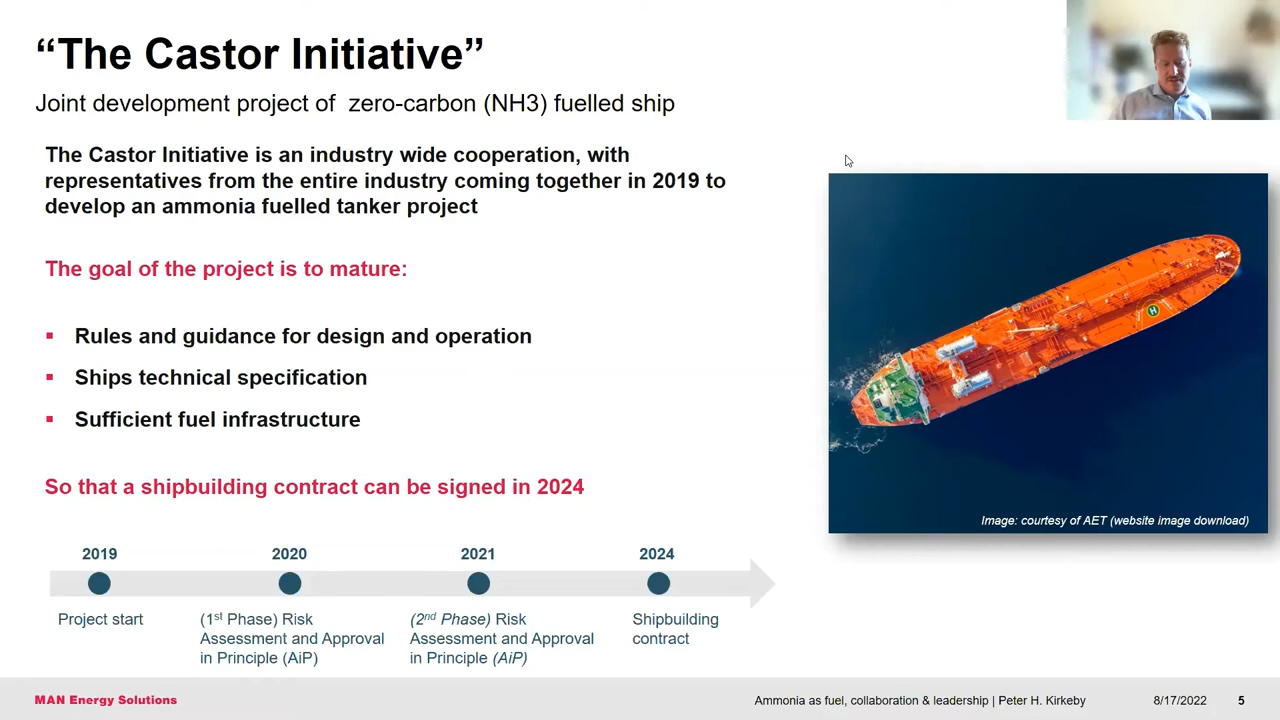 “The Castor Initiative”
Joint development project of zero-carbon (NH3) fuelled ship
The Castor Initiative is an industry wide cooperation, with
representatives from the entire industry coming together in 2019 to
develop an ammonia fuelled tanker project
The goal of the project is to mature:
▪ Rules and guidance for design and operation
▪ Ships technical specification
▪ Sufficient fuel infrastructure
So that a shipbuilding contract can be signed in 2024
H
Image: courtesy of AET (website image download)
2019
Project start
2020
(1st Phase) Risk
Assessment and Approval
in Principle (AiP)
2021
(2nd Phase) Risk
Assessment and Approval
in Principle (AiP)
2024
Shipbuilding
contract
MAN Energy Solutions
Ammonia as fuel, collaboration & leadership | Peter H. Kirkeby
8/17/2022
5